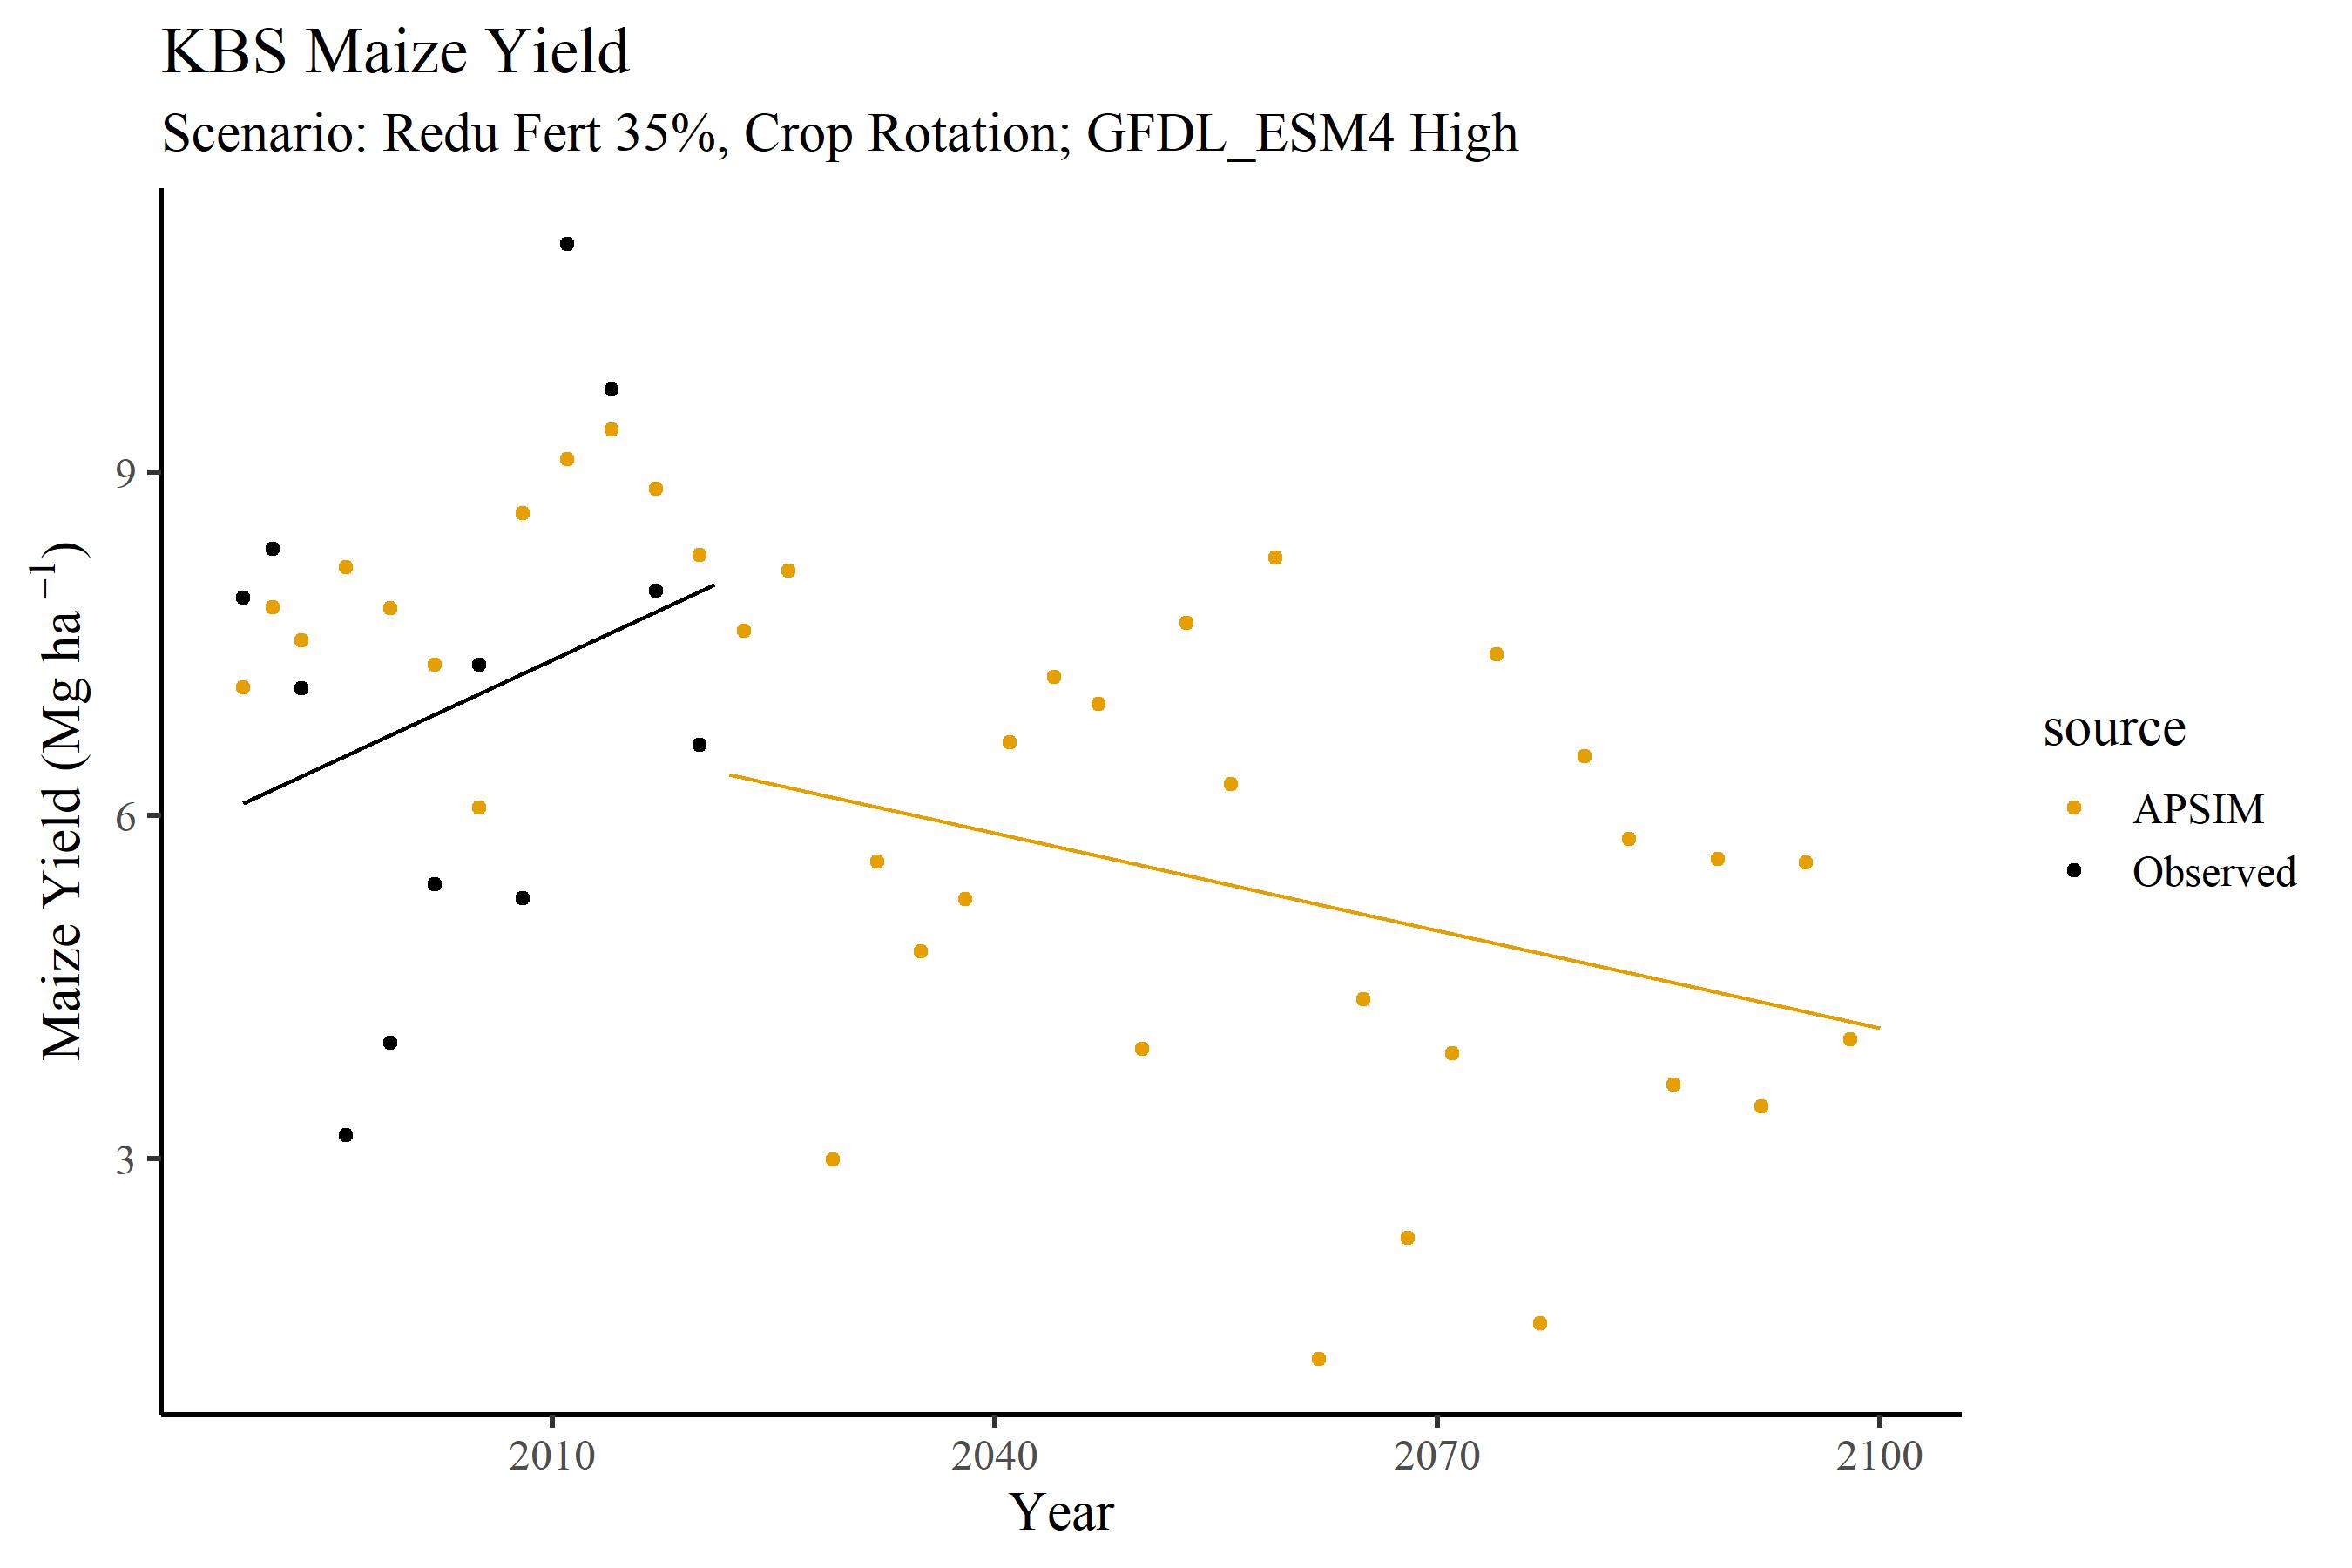 KBS Maize Yield
Scenario: Redu Fert 35%, Crop Rotation; GFDL_ESM4 High
Maize Yield (Mg ha⁻¹)
9
6
3
2010
2040
2070
2100
Year
source
APSIM
Observed